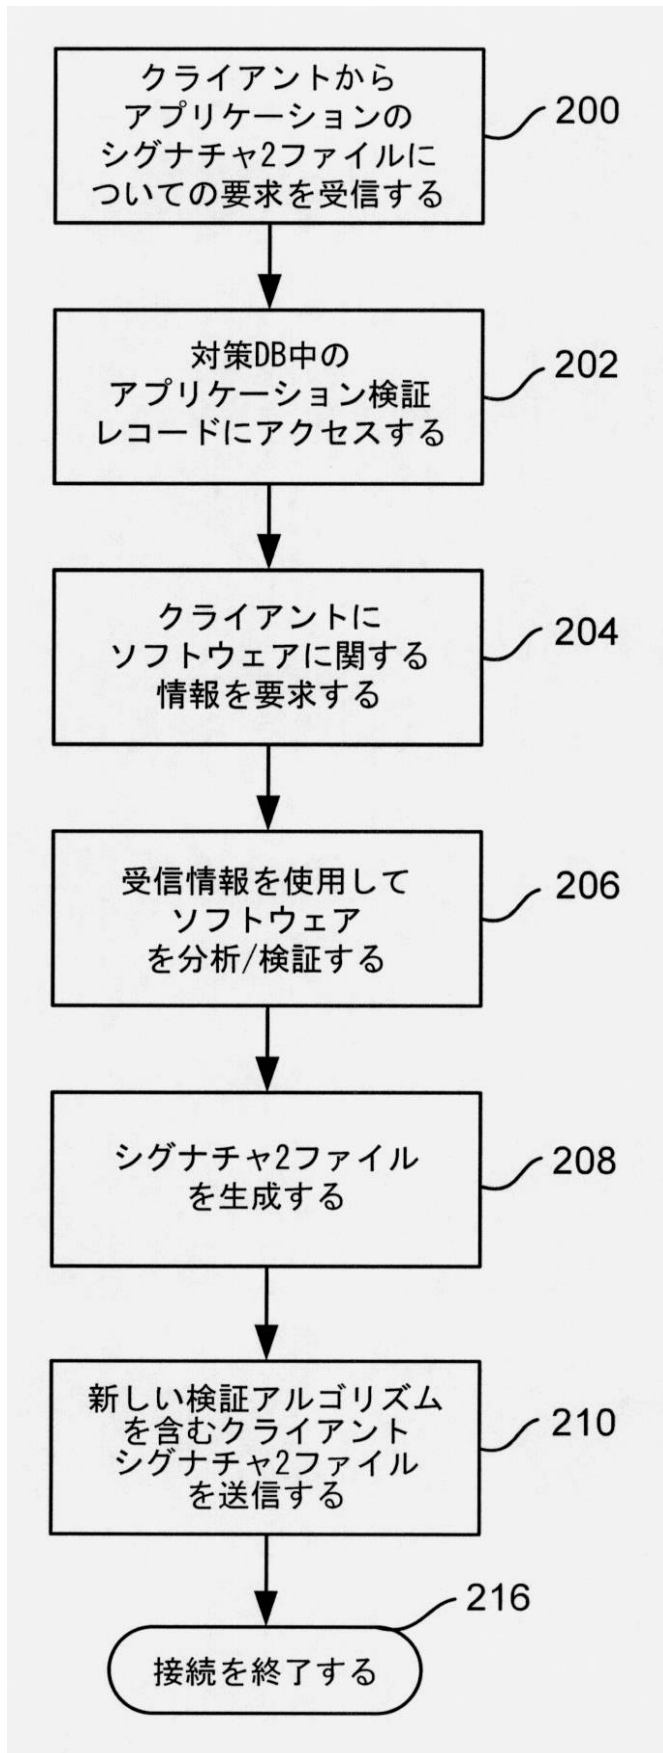 クライアントから
アプリケーションの
シグナチャ2ファイルに
ついての要求を受信する
200
対策DB中の
アプリケーション検証
レコードにアクセスする
202
クライアントに
ソフトウェアに関する
情報を要求する
204
受信情報を使用して
ソフトウェア
を分析/検証する
206
シグナチャ2ファイル
を生成する
208
新しい検証アルゴリズム
を含むクライアント
シグナチャ2ファイル
を送信する
210
216
接続を終了する